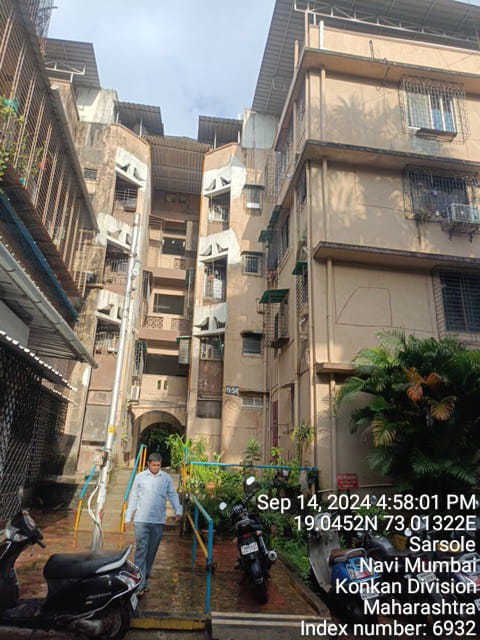 Sep 14, 2024 4:58:01 PM
19.0452N 73.01322E
Sarsole
Navi Mumbai
Konkan Division
Maharashtra
Index number: 6932